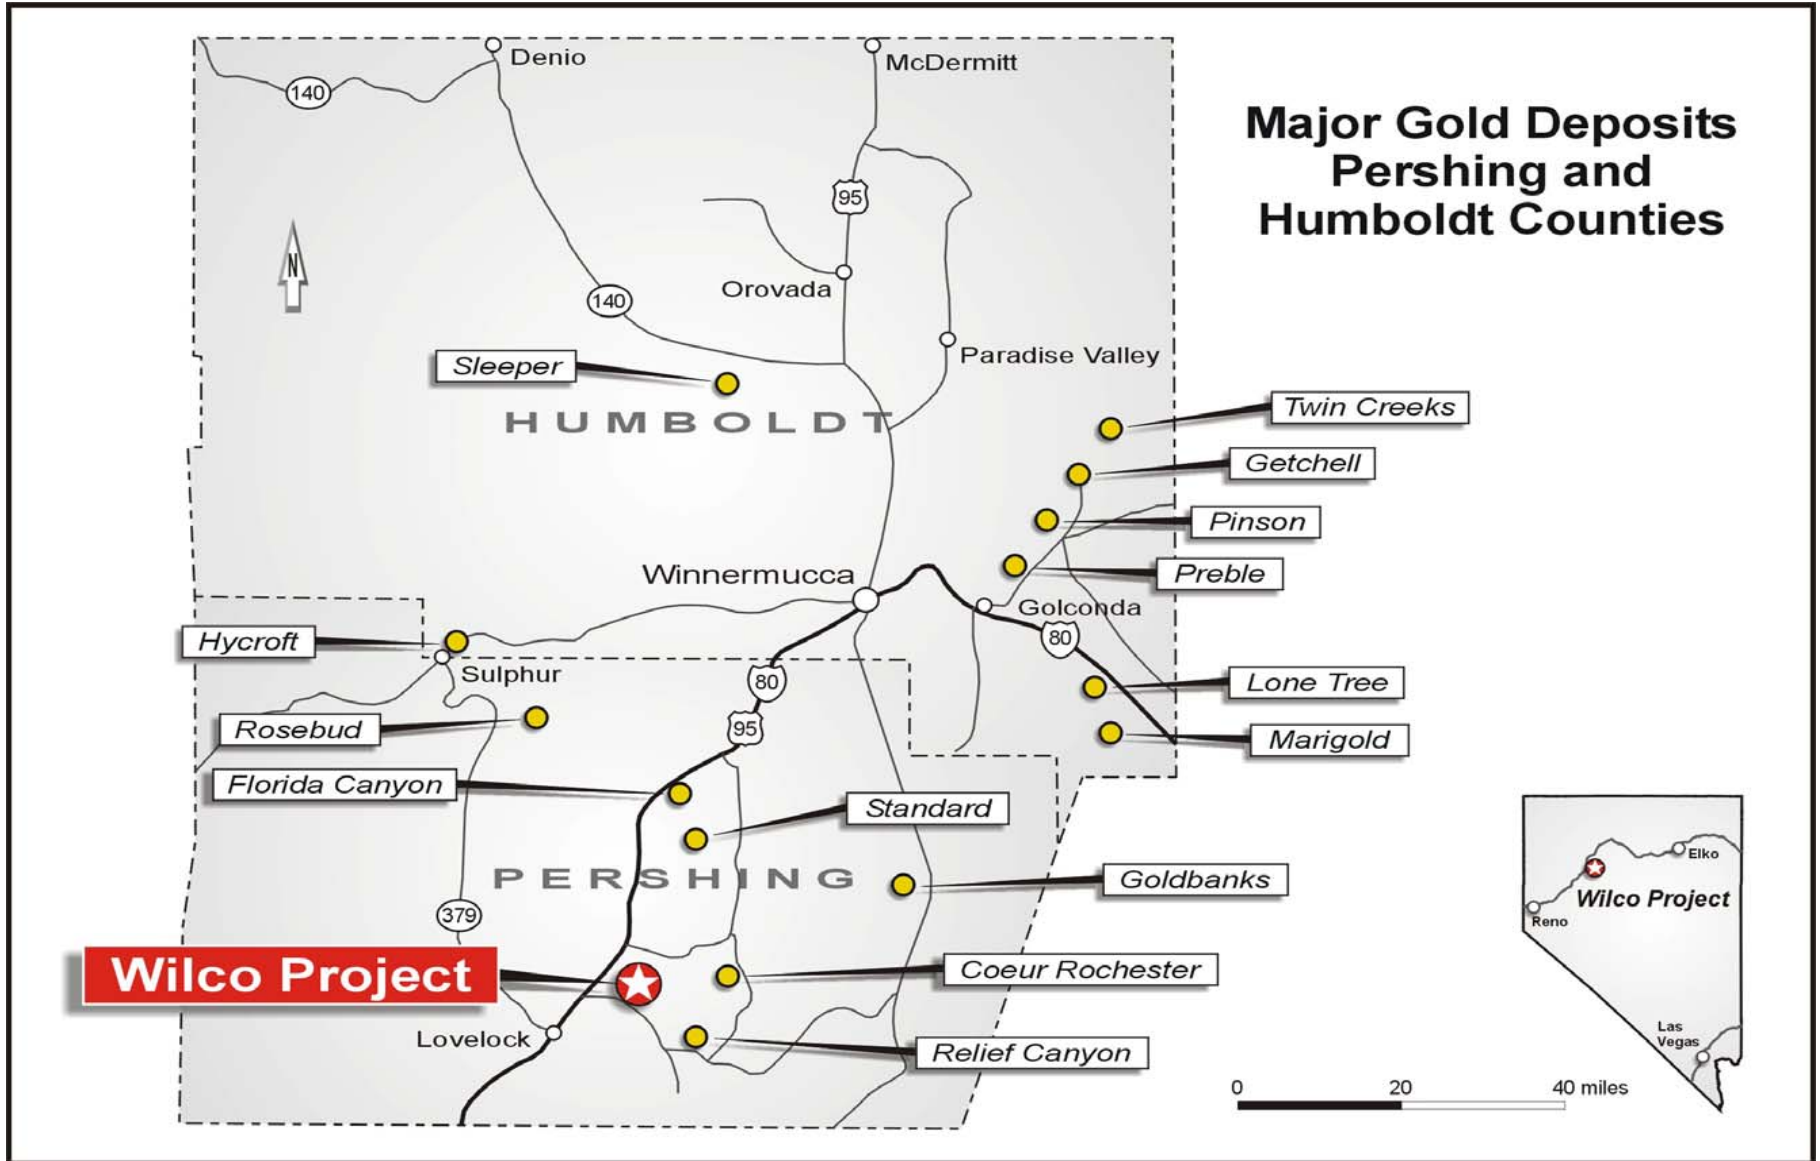 Major Gold Deposits
Pershing and
Humboldt Counties
Denio
McDermitt
140
95
N
Orovada
140
Paradise Valley
Sleeper
HUMBOLDT
Twin Creeks
Getchell
Pinson
Winnermucca
Preble
Golconda
80
Hycroft
Sulphur
80
Lone Tree
Rosebud
95
Marigold
Florida Canyon
Standard
PERSHING
Goldbanks
379
Wilco Project
Coeur Rochester
Lovelock
Relief Canyon
Elko
Wilco Project
Reno
Las
Vegas
0 20 40 miles